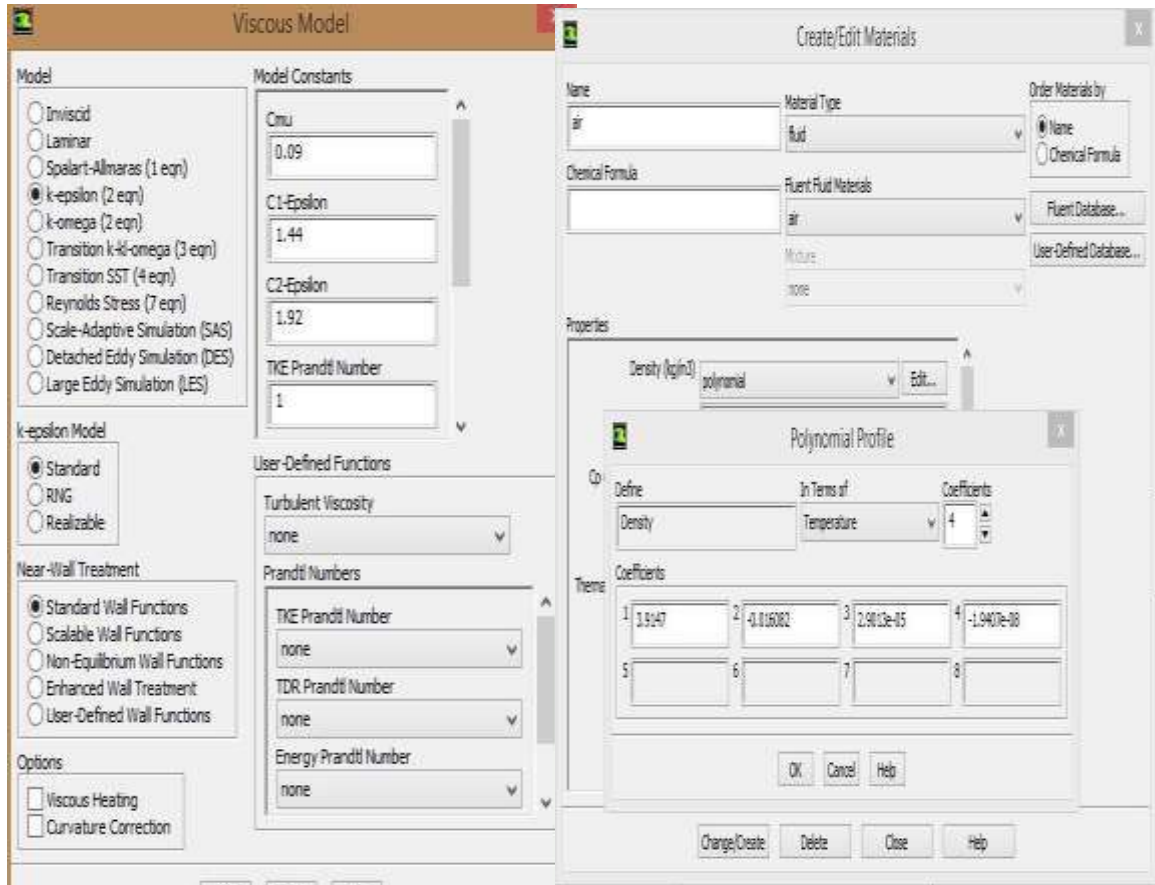 Viscous Model
Model
Inviscid
Laminar
Spalart-Allmaras (1 eqn)
k-epsilon (2 eqn)
k-omega (2 eqn)
Transition k-kl-omega (3 eqn)
Transition SST (4 eqn)
Reynolds Stress (7 eqn)
Scale-Adaptive Simulation (SAS)
Detached Eddy Simulation (DES)
Large Eddy Simulation (LES)
k-epsilon Model
Standard
RNG
Realizable
Near-Wall Treatment
Standard Wall Functions
Scalable Wall Functions
Non-Equilibrium Wall Functions
Enhanced Wall Treatment
User-Defined Wall Functions
Options
Viscous Heating
Curvature Correction
Model Constants
Cmu
0.09
C1-Epsilon
1.44
C2-Epsilon
1.92
TKE Prandtl Number
1
User-Defined Functions
Turbulent Viscosity
none
Prandtl Numbers
TKE Prandtl Number
none
TDR Prandtl Number
none
Energy Prandtl Number
none
Create/Edit Materials
X
Name
air
Chemical Formula
Material Type
fluid
Fluent Fluid Materials
air
Mixture
none
Order Materials by
Name
Chemical Formula
Fluent Database...
User-Defined Database...
Properties
Density (kg/m3)
polynomial
Edit...
Cp
Therma
Polynomial Profile
X
Define
Density
In Terms of
Temperature
Coefficients
4
Coefficients
1 3.9147 2 -0.016082 3 2.9013e-05 4 -1.9407e-08
5 6 7 8
OK Cancel Help
Change/Create Delete Close Help